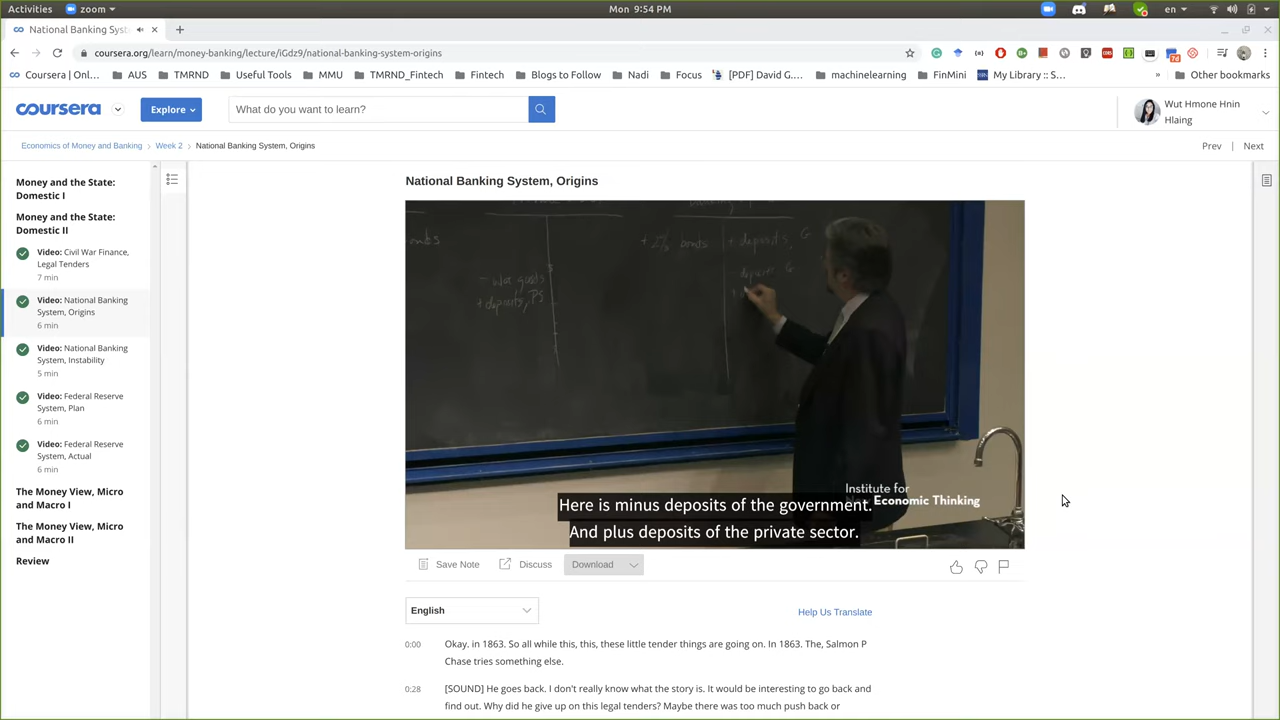 Activities
zoom
Mon 9:54 PM
en
National Banking Syst
coursera.org/learn/money-banking/lecture/iGdz9/national-banking-system-origins
Coursera | Onl...
AUS
TMRND
Useful Tools
MMU
TMRND_Fintech
Fintech
Blogs to Follow
Nadi
Focus
[PDF] David G....
machinelearning
FinMini
My Library :: S...
»
Other bookmarks
coursera
Explore
What do you want to learn?
Wut Hmone Hnin
Hlaing
Economics of Money and Banking
Week 2
National Banking System, Origins
Prev
Next
Money and the State:
Domestic I
Money and the State:
Domestic II
Video: Civil War Finance,
Legal Tenders
7 min
Video: National Banking
System, Origins
6 min
Video: National Banking
System, Instability
5 min
Video: Federal Reserve
System, Plan
6 min
Video: Federal Reserve
System, Actual
6 min
The Money View, Micro
and Macro I
The Money View, Micro
and Macro II
Review
National Banking System, Origins
bonds + deposits, G
- war goods
+ deposits, PS
Institute for
Economic Thinking
Here is minus deposits of the government.
And plus deposits of the private sector.
Save Note
Discuss
Download
English
Help Us Translate
0:00
Okay. in 1863. So all while this, this, these little tender things are going on. In 1863. The, Salmon P
Chase tries something else.
0:28
[SOUND] He goes back. I don't really know what the story is. It would be interesting to go back and
find out. Why did he give up on this legal tenders? Maybe there was too much push back or